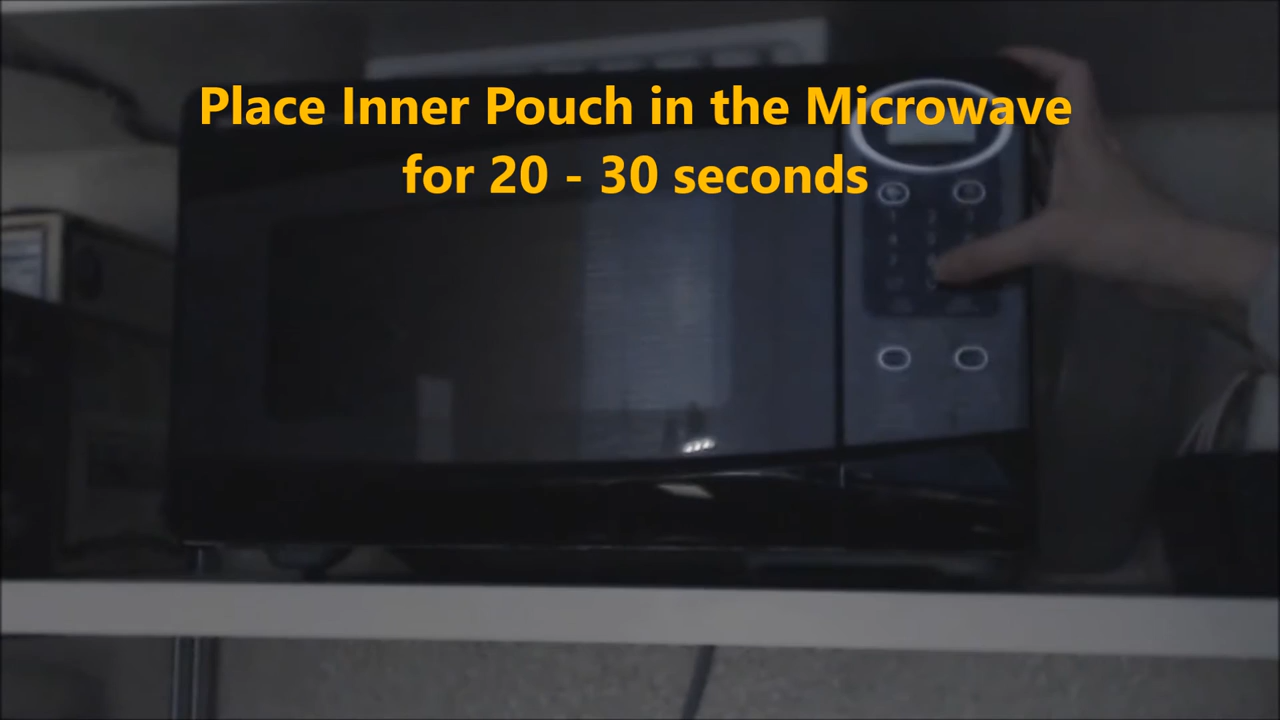 Place Inner Pouch in the Microwave
for 20 - 30 seconds